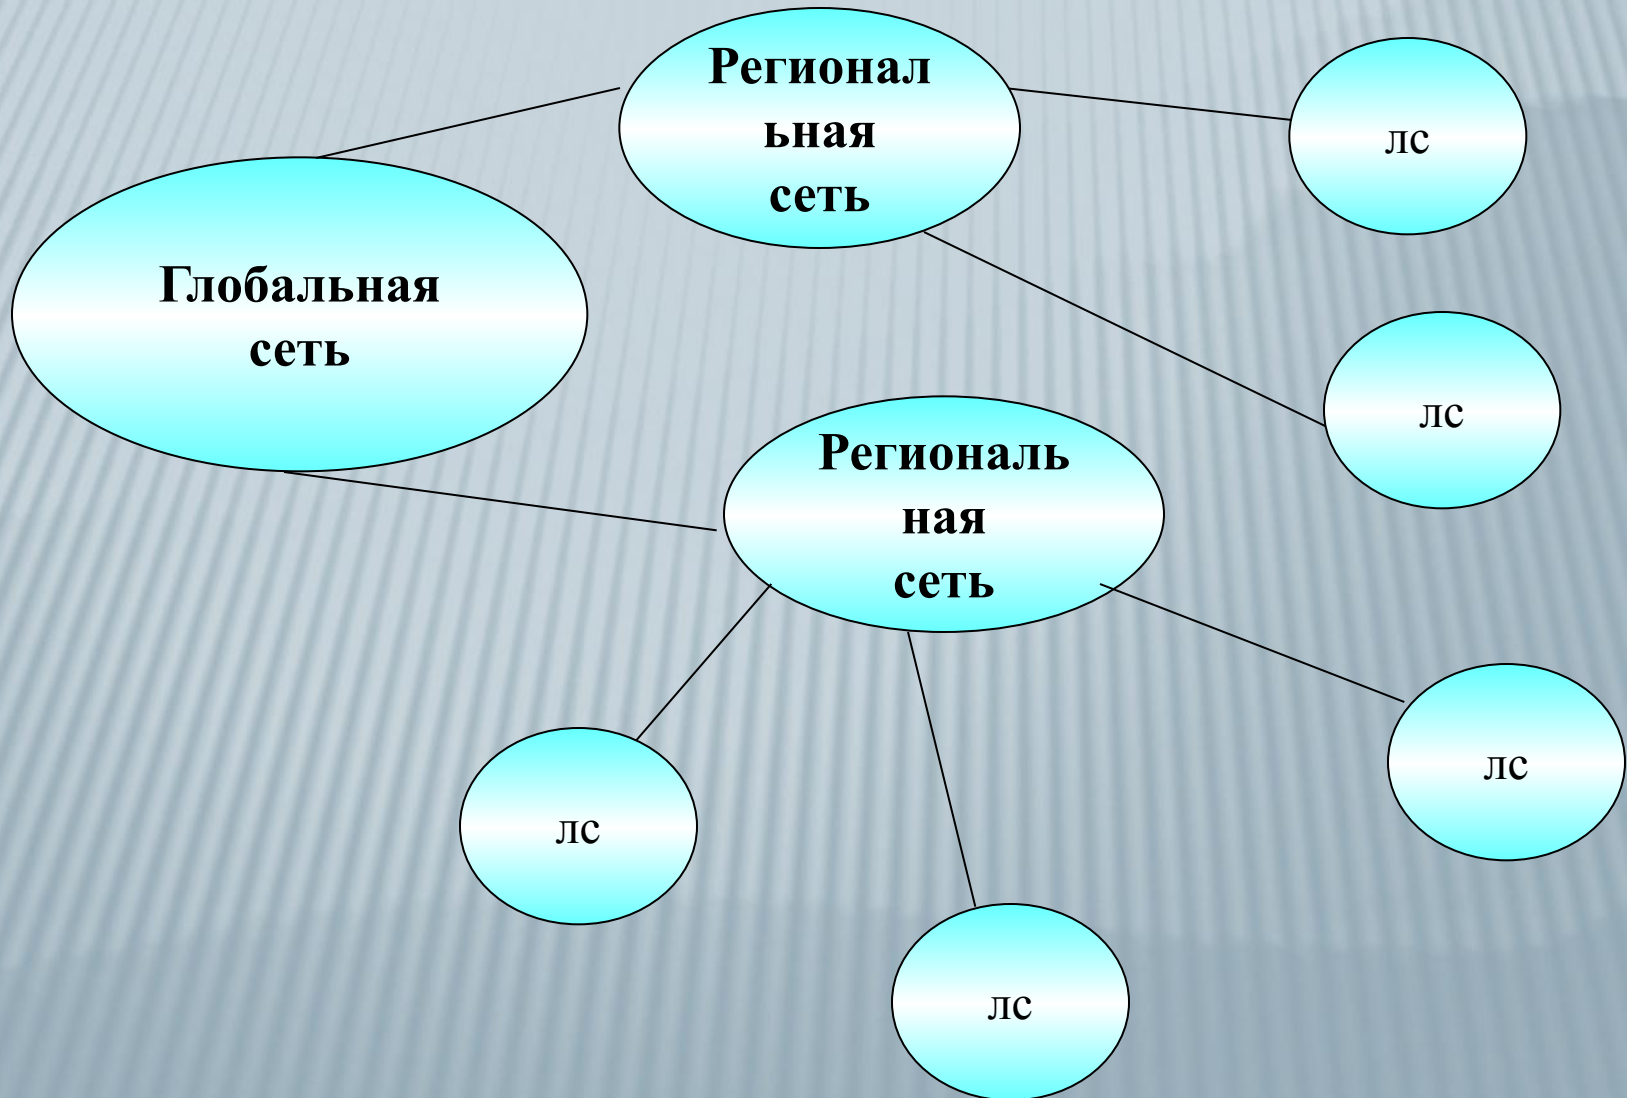 Регионал
ьная
сеть
лс
Глобальная
сеть
лс
Региональ
ная
сеть
лс
лс
лс